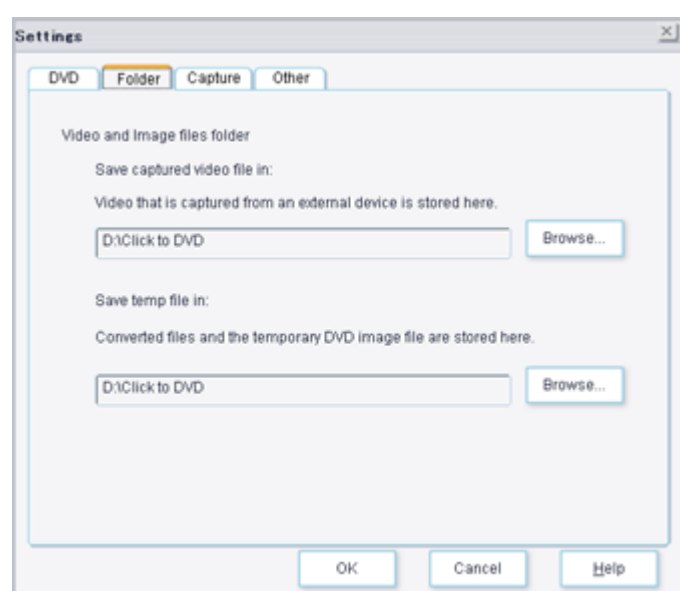 Settings
DVD Folder Capture Other
Video and Image files folder
Save captured video file in:
Video that is captured from an external device is stored here.
D:\Click to DVD Browse...
Save temp file in:
Converted files and the temporary DVD image file are stored here.
D:\Click to DVD Browse...
OK Cancel Help